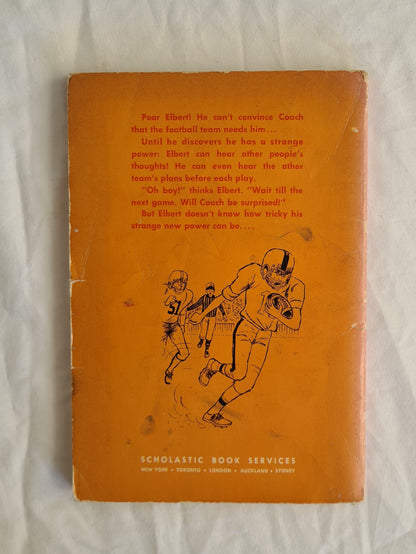 Poor Elbert! He can't convince Coach
that the football team needs him...
Until he discovers he has a strange
power: Elbert can hear other people's
thoughts! He can even hear the other
team's plans before each play.
"Oh boy!" thinks Elbert. "Wait till the
next game. Will Coach be surprised!"
But Elbert doesn't know how tricky his
strange new power can be....
57
SCHOLASTIC BOOK SERVICES
NEW YORK • TORONTO • LONDON • AUCKLAND • SYDNEY